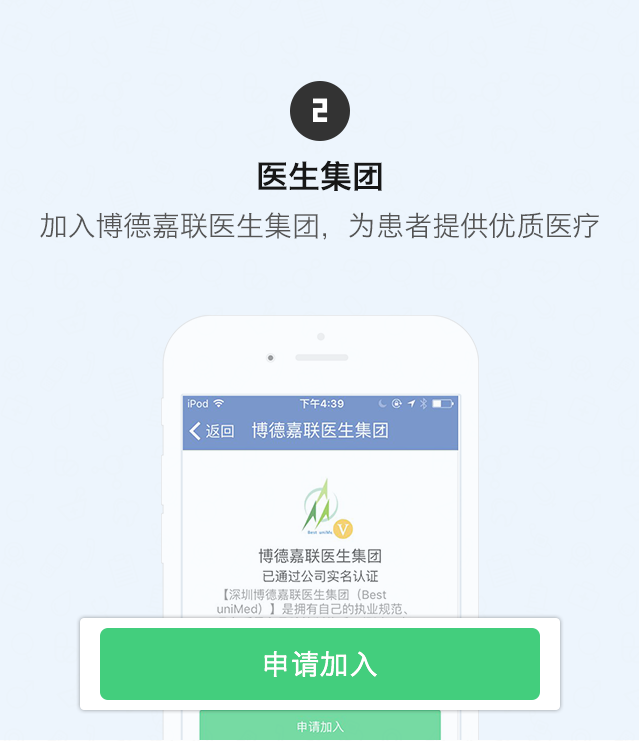 2
医生集团
加入博德嘉联医生集团，为患者提供优质医疗
iPod 下午4:39
返回 博德嘉联医生集团
Best uniMe
V
博德嘉联医生集团
已通过公司实名认证
【深圳博德嘉联医生集团（Best
uniMed）】是拥有自己的执业规范、
申请加入
申请加入